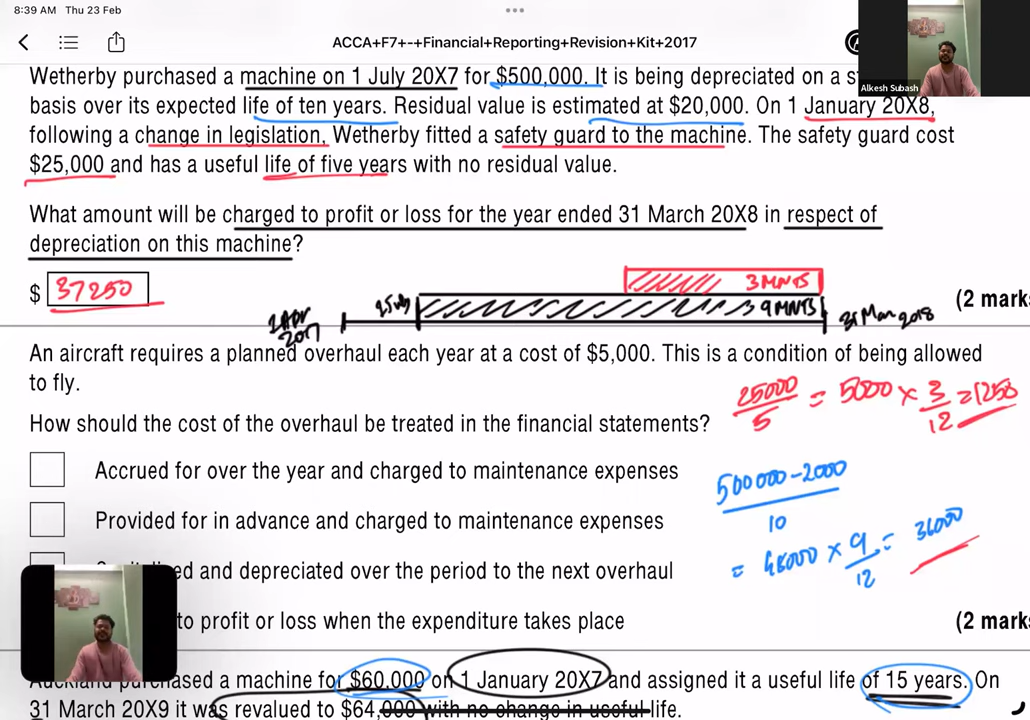 8:39 AM Thu 23 Feb
ACCA+F7+-+Financial+Reporting+Revision+Kit+2017
Alkesh Subash
Wetherby purchased a machine on 1 July 20X7 for $500,000. It is being depreciated on a
basis over its expected life of ten years. Residual value is estimated at $20,000. On 1 January 20X8,
following a change in legislation, Wetherby fitted a safety guard to the machine. The safety guard cost
$25,000 and has a useful life of five years with no residual value.
What amount will be charged to profit or loss for the year ended 31 March 20X8 in respect of
depreciation on this machine?
$ 37250
3 MNTS
(2 mark
9 MNTS
31 Mar 2018
2017
An aircraft requires a planned overhaul each year at a cost of $5,000. This is a condition of being allowed
to fly.
25000/5 = 5000 × 3/12 = 1250
How should the cost of the overhaul be treated in the financial statements?
Accrued for over the year and charged to maintenance expenses
500000-2000
10
Provided for in advance and charged to maintenance expenses
= 48000 × 9/12 = 36000
and depreciated over the period to the next overhaul
to profit or loss when the expenditure takes place
(2 mark
Auckland purchased a machine for $60,000 on 1 January 20X7 and assigned it a useful life of 15 years. On
31 March 20X9 it was revalued to $64,000 with no change in useful life.